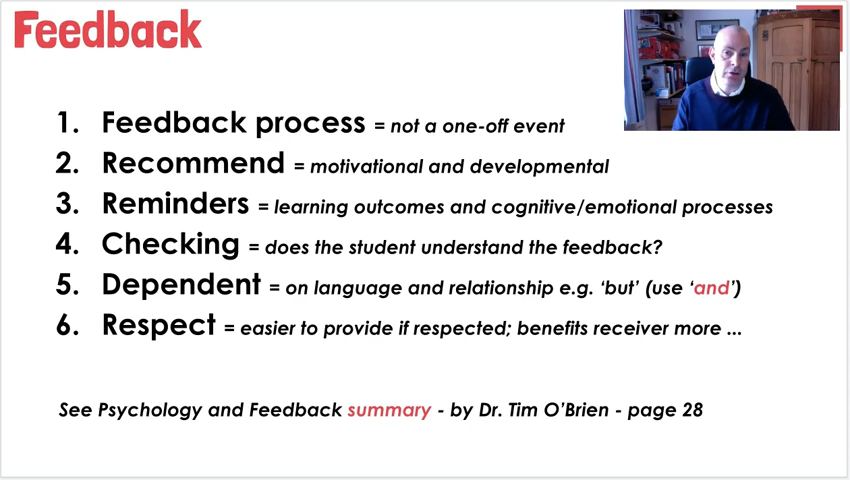 Feedback
1. Feedback process = not a one-off event
2. Recommend = motivational and developmental
3. Reminders = learning outcomes and cognitive/emotional processes
4. Checking = does the student understand the feedback?
5. Dependent = on language and relationship e.g. ‘but’ (use ‘and’)
6. Respect = easier to provide if respected; benefits receiver more ...
See Psychology and Feedback summary - by Dr. Tim O’Brien - page 28